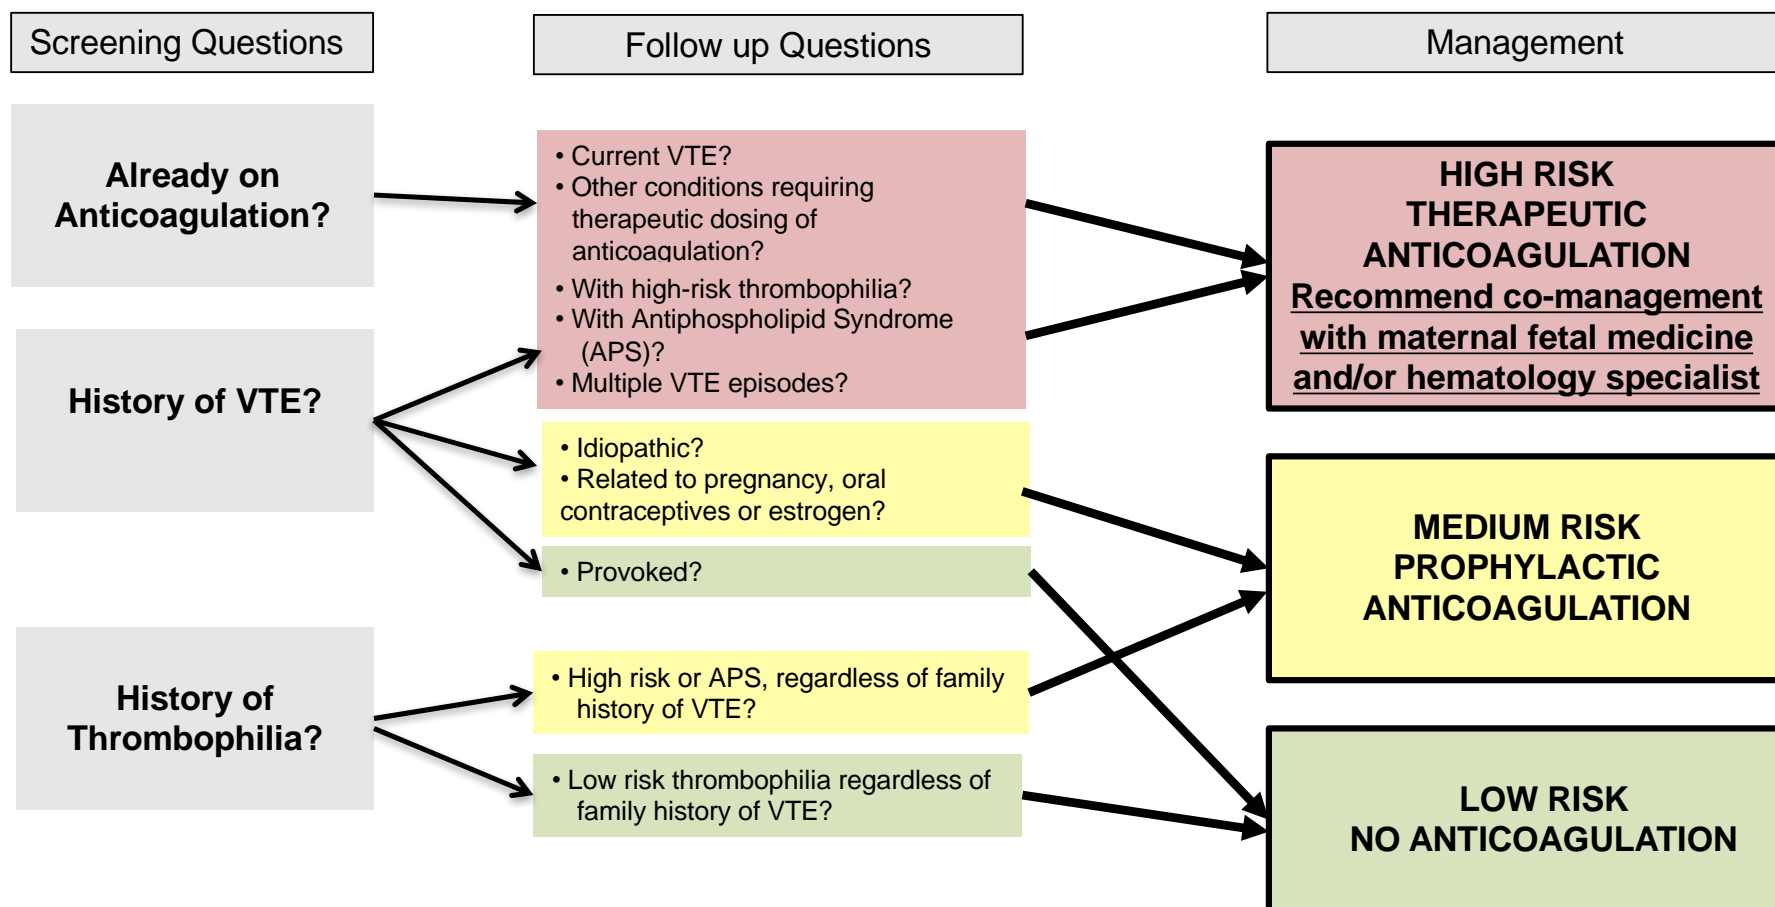 Screening Questions
Follow up Questions
Management
Already on
Anticoagulation?
History of VTE?
History of
Thrombophilia?
• Current VTE?
• Other conditions requiring
therapeutic dosing of
anticoagulation?
• With high-risk thrombophilia?
• With Antiphospholipid Syndrome
(APS)?
• Multiple VTE episodes?
• Idiopathic?
• Related to pregnancy, oral
contraceptives or estrogen?
• Provoked?
• High risk or APS, regardless of family
history of VTE?
• Low risk thrombophilia regardless of
family history of VTE?
HIGH RISK
THERAPEUTIC
ANTICOAGULATION
Recommend co-management
with maternal fetal medicine
and/or hematology specialist
MEDIUM RISK
PROPHYLACTIC
ANTICOAGULATION
LOW RISK
NO ANTICOAGULATION